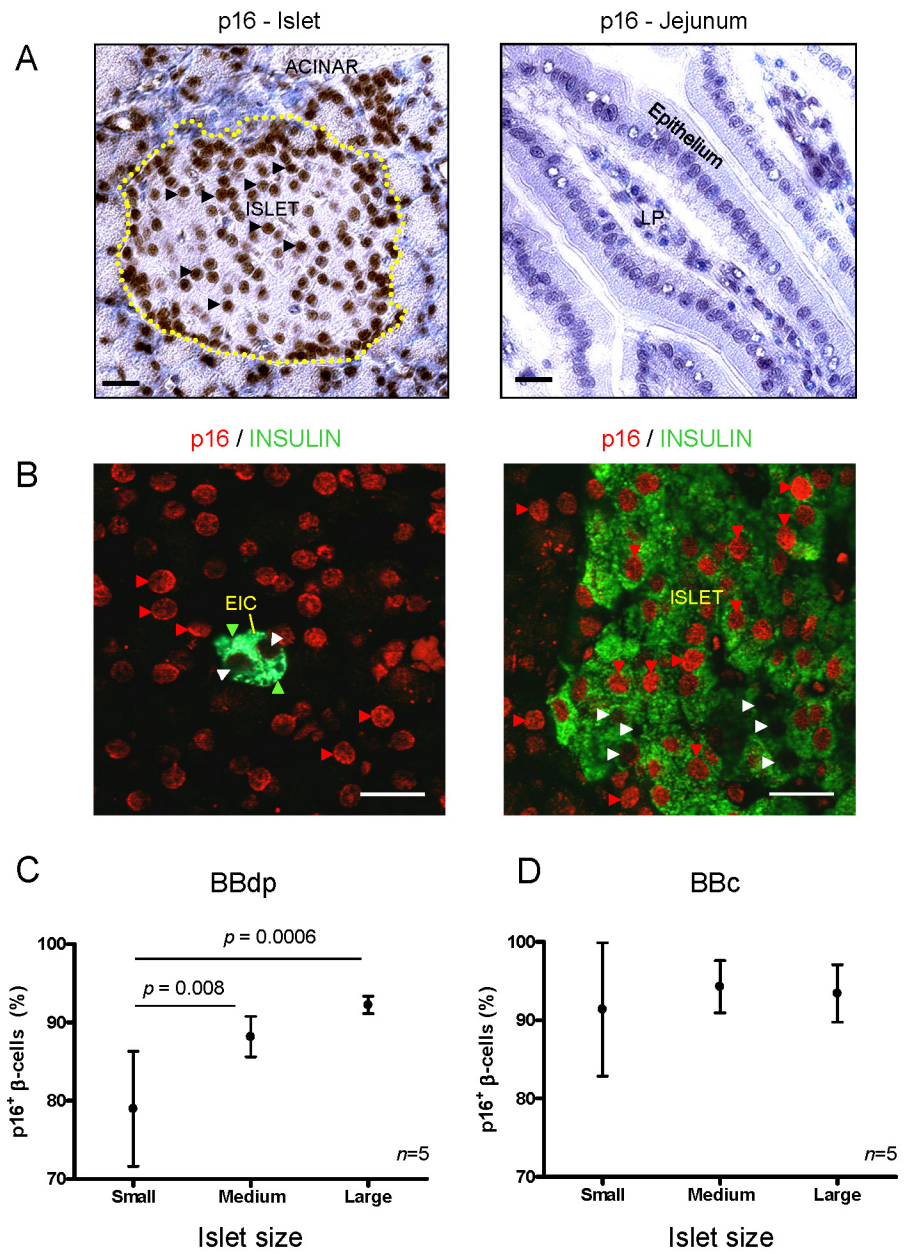 p16 - Islet
p16 - Jejunum
A
ACINAR
ISLET
Epithelium
LP
p16 / INSULIN
p16 / INSULIN
B
EIC
ISLET
C
BBdp
D
BBc
p = 0.0006
p = 0.008
p16⁺ β-cells (%)
100
90
80
70
n=5
Small Medium Large
Islet size
p16⁺ β-cells (%)
100
90
80
70
n=5
Small Medium Large
Islet size